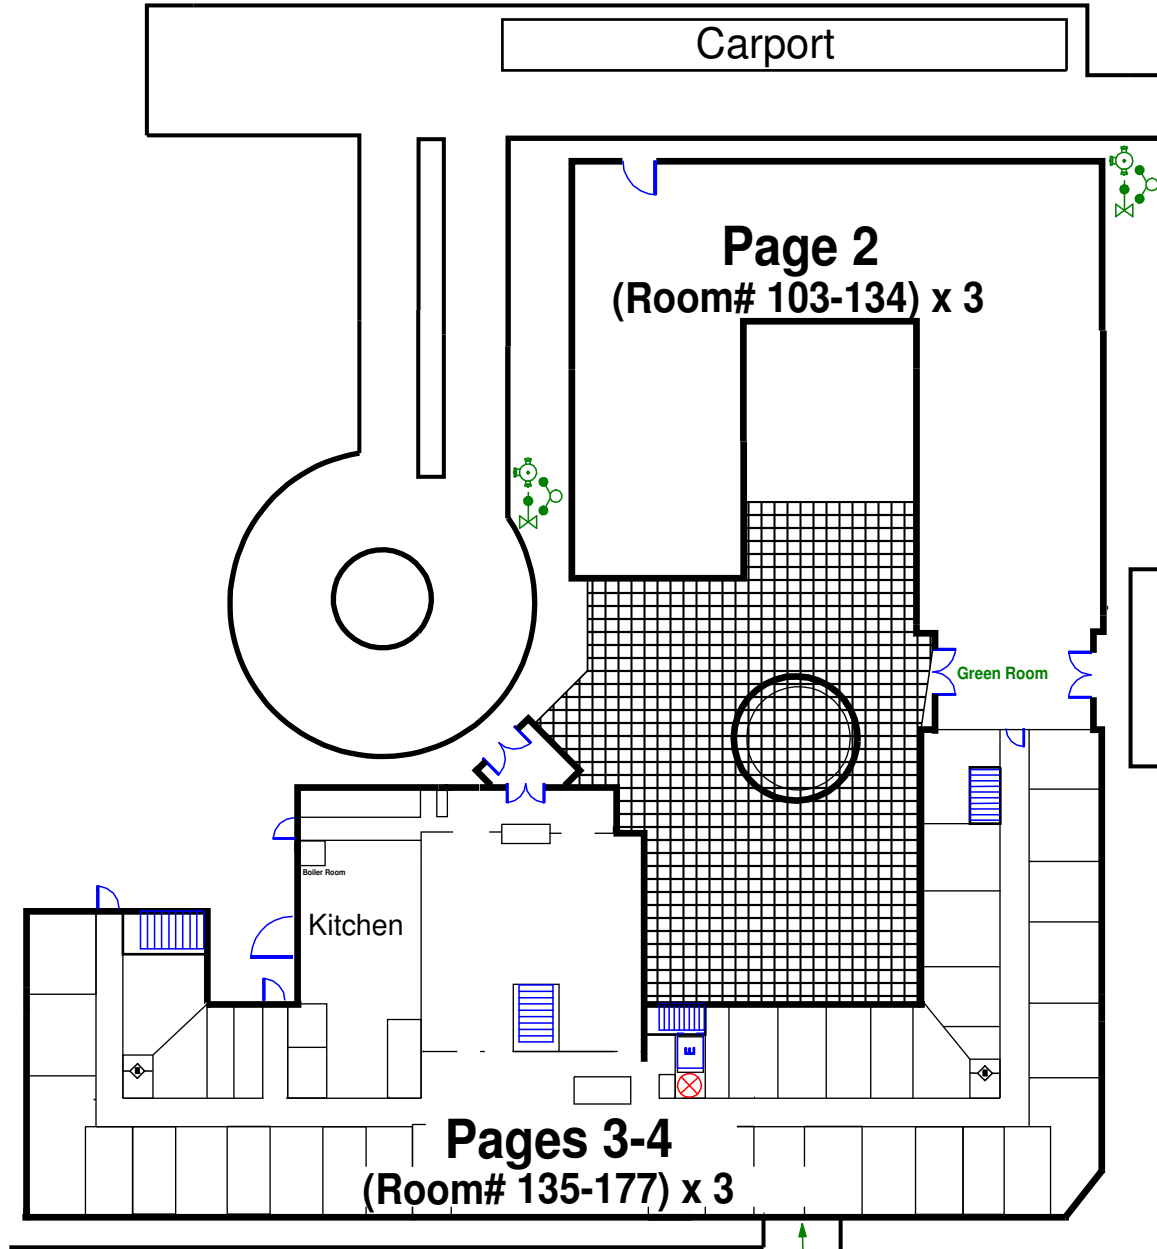 Carport
Page 2
(Room# 103-134) x 3
Green Room
Boiler Room
Kitchen
E
Pages 3-4
(Room# 135-177) x 3